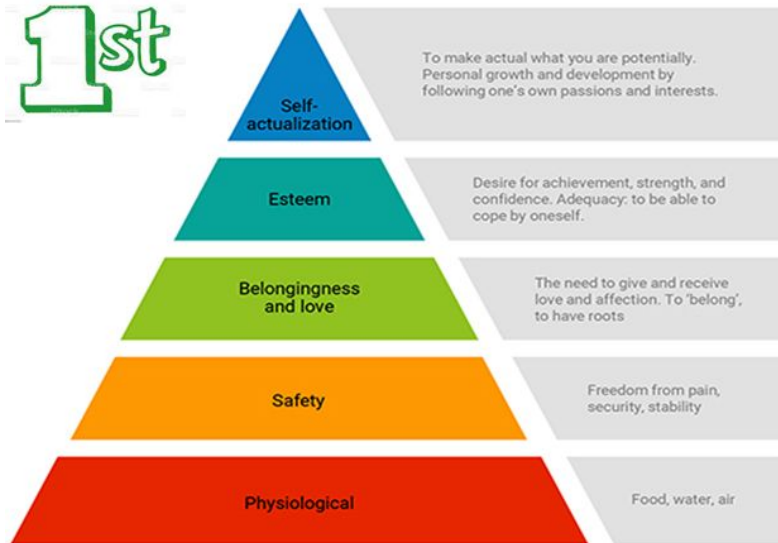 1st
To make actual what you are potentially.
Personal growth and development by
following one's own passions and interests.
Self-
actualization
Esteem
Desire for achievement, strength, and
confidence. Adequacy: to be able to
cope by oneself.
Belongingness
and love
The need to give and receive
love and affection. To 'belong',
to have roots
Safety
Freedom from pain,
security, stability
Physiological
Food, water, air